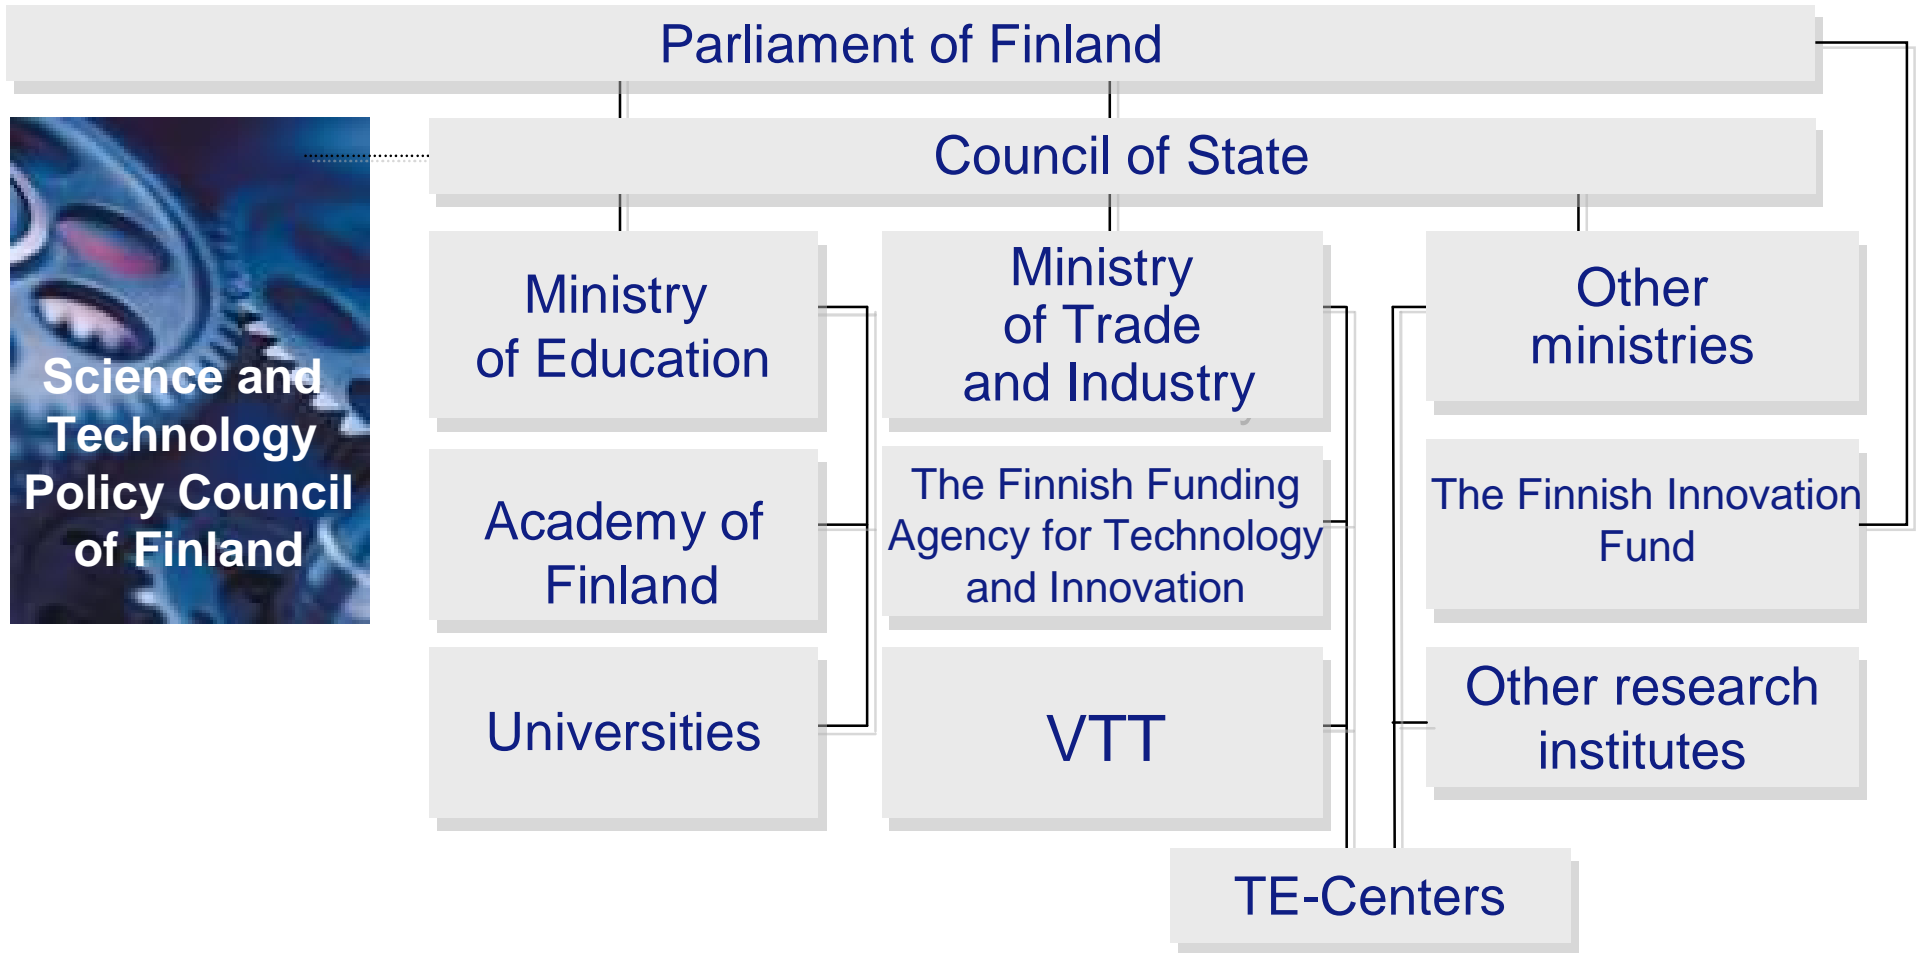 Parliament of Finland
Council of State
Science and
Technology
Policy Council
of Finland
Ministry
of Education
Ministry
of Trade
and Industry
Other
ministries
Academy of
Finland
The Finnish Funding
Agency for Technology
and Innovation
The Finnish Innovation
Fund
Universities
VTT
Other research
institutes
TE-Centers